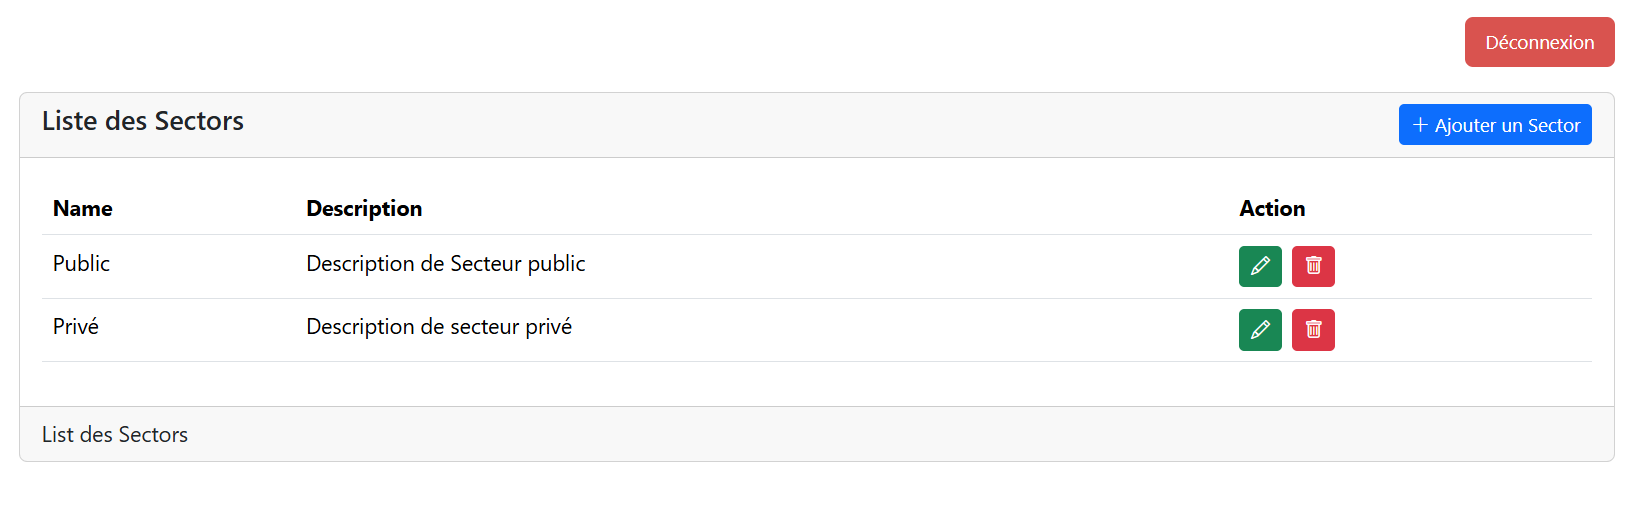 Déconnexion
Liste des Sectors
+ Ajouter un Sector
Name Description Action
Public Description de Secteur public
Privé Description de secteur privé
List des Sectors